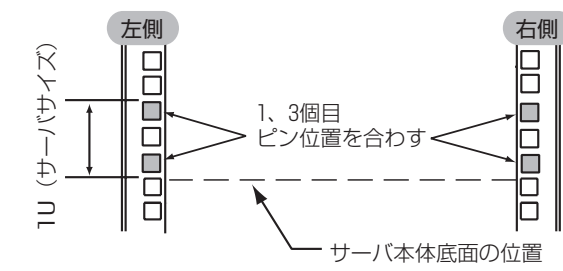 左側
右側
1U（サーバサイズ）
1、3個目
ピン位置を合わす
サーバ本体底面の位置